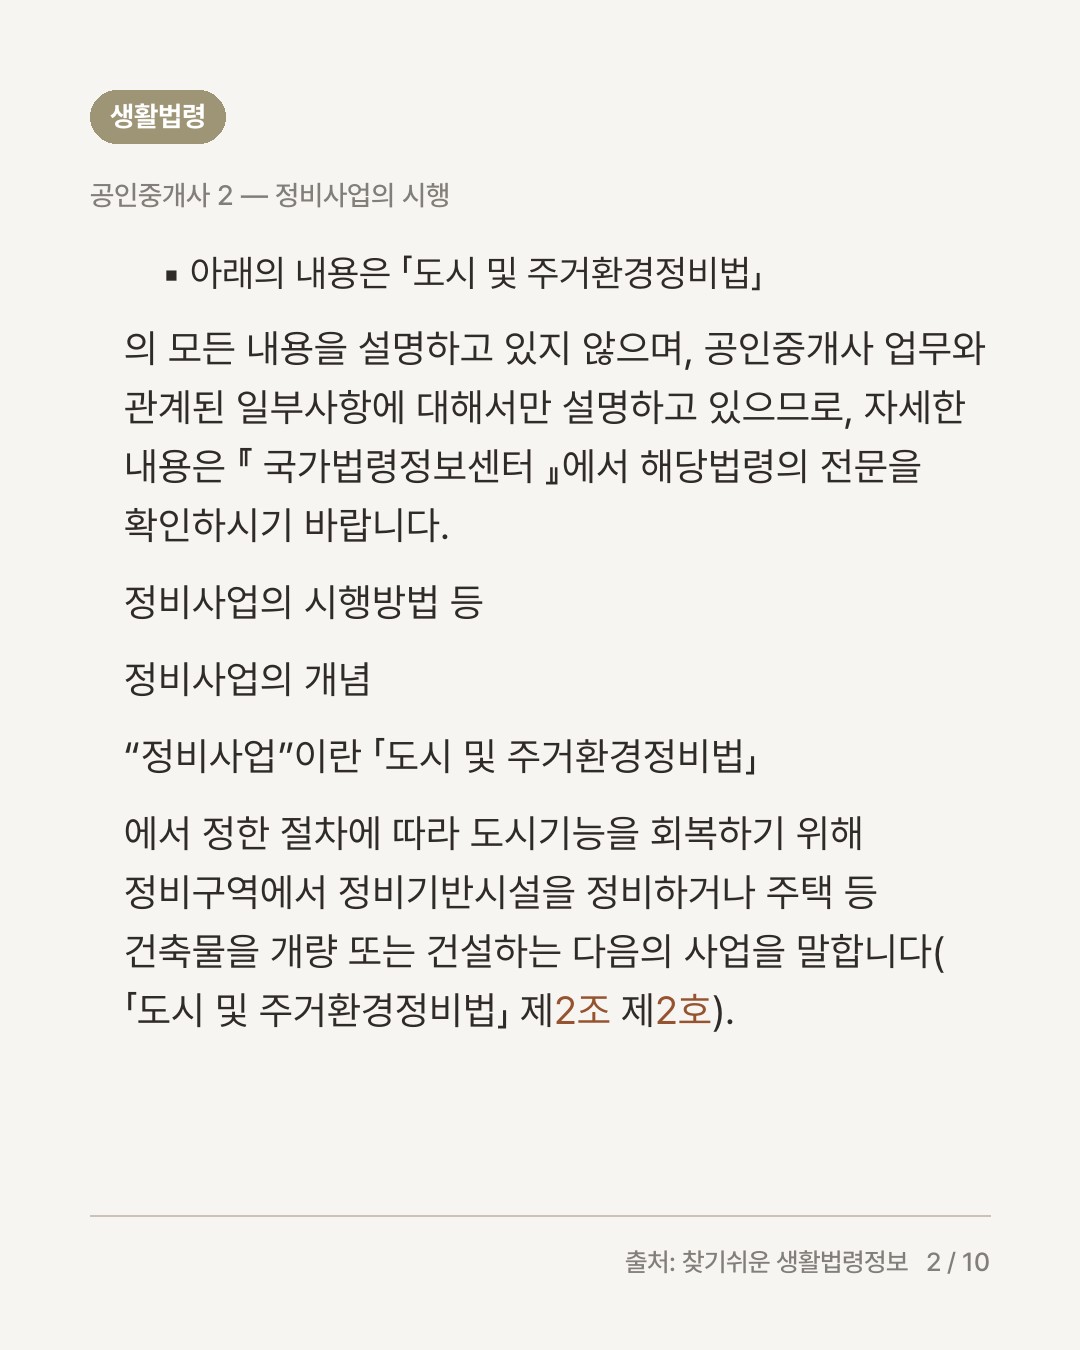 생활법령
공인중개사 2 — 정비사업의 시행
▪ 아래의 내용은 「도시 및 주거환경정비법」
의 모든 내용을 설명하고 있지 않으며, 공인중개사 업무와
관계된 일부사항에 대해서만 설명하고 있으므로, 자세한
내용은 『 국가법령정보센터 』에서 해당법령의 전문을
확인하시기 바랍니다.
정비사업의 시행방법 등
정비사업의 개념
“정비사업”이란 「도시 및 주거환경정비법」
에서 정한 절차에 따라 도시기능을 회복하기 위해
정비구역에서 정비기반시설을 정비하거나 주택 등
건축물을 개량 또는 건설하는 다음의 사업을 말합니다(
「도시 및 주거환경정비법」 제2조 제2호).
출처: 찾기쉬운 생활법령정보 2 / 10